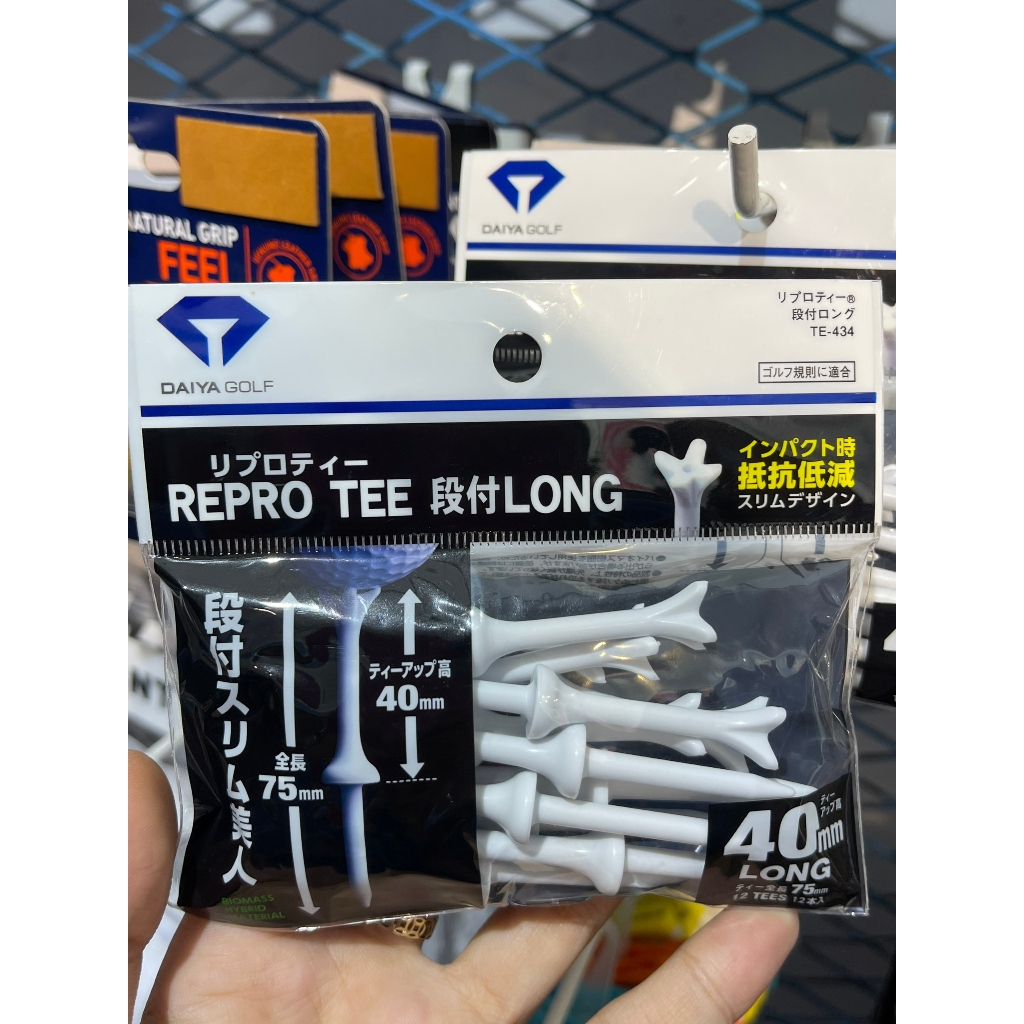 NATURAL GRIP
FEEL
DAIYA GOLF
DAIYA GOLF
リプロティー®
段付ロング
TE-434
ゴルフ規則に適合
リプロティー
REPRO TEE 段付LONG
インパクト時
抵抗低減
スリムデザイン
段付スリム美人
ティーアップ高
40mm
全長
75mm
BIOMASS
HYBRID
MATERIAL
ティー
アップ高
40mm
LONG
ティー全長 75mm
12 TEES 12本入